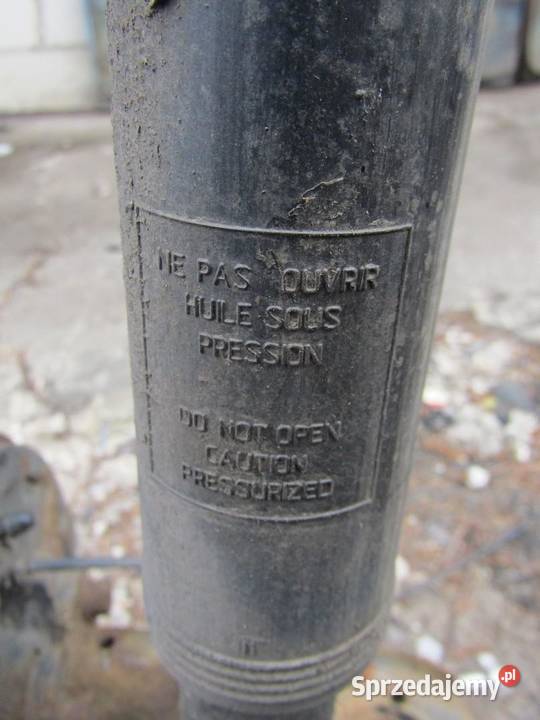 NE PAS OUVRIR
HUILE SOUS
PRESSION
DO NOT OPEN
CAUTION
PRESSURIZED
Sprzedajemy.pl